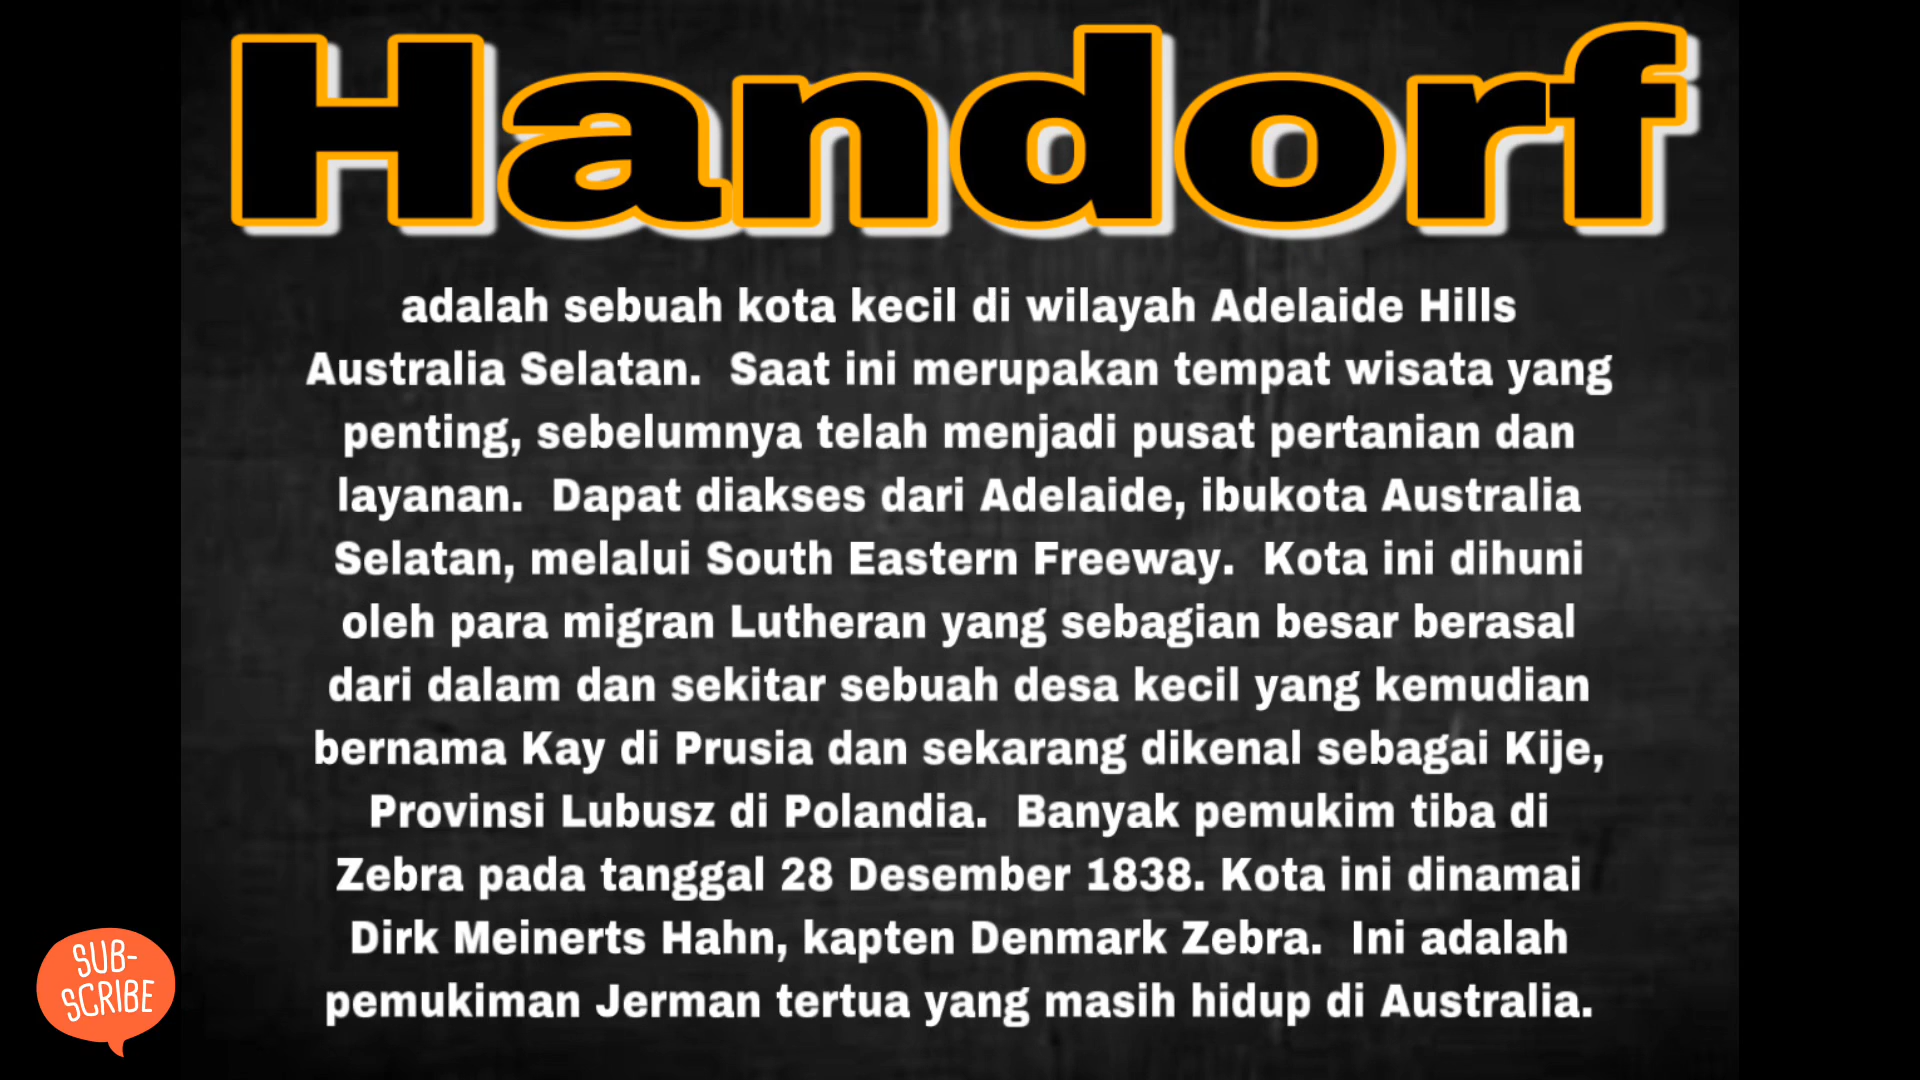 Handorf
adalah sebuah kota kecil di wilayah Adelaide Hills
Australia Selatan.  Saat ini merupakan tempat wisata yang
penting, sebelumnya telah menjadi pusat pertanian dan
layanan.  Dapat diakses dari Adelaide, ibukota Australia
Selatan, melalui South Eastern Freeway.  Kota ini dihuni
oleh para migran Lutheran yang sebagian besar berasal
dari dalam dan sekitar sebuah desa kecil yang kemudian
bernama Kay di Prusia dan sekarang dikenal sebagai Kije,
Provinsi Lubusz di Polandia.  Banyak pemukim tiba di
Zebra pada tanggal 28 Desember 1838. Kota ini dinamai
Dirk Meinerts Hahn, kapten Denmark Zebra.  Ini adalah
pemukiman Jerman tertua yang masih hidup di Australia.
SUB-
SCRIBE